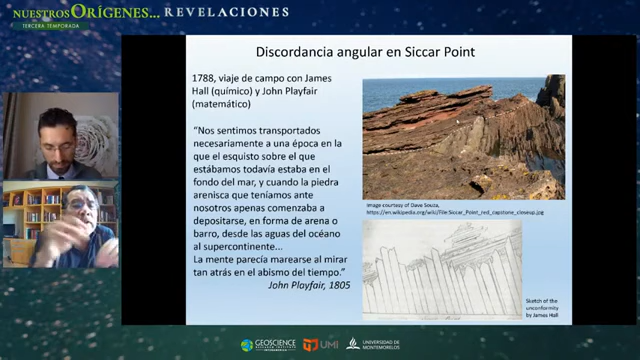 NUESTROS ORÍGENES... REVELACIONES
TERCERA TEMPORADA
Discordancia angular en Siccar Point
1788, viaje de campo con James
Hall (químico) y John Playfair
(matemático)
“Nos sentimos transportados
necesariamente a una época en la
que el esquisto sobre el que
estábamos todavía estaba en el
fondo del mar, y cuando la piedra
arenisca que teníamos ante
nosotros apenas comenzaba a
depositarse, en forma de arena o
barro, desde las aguas del océano
al supercontinente...
La mente parecía marearse al mirar
tan atrás en el abismo del tiempo.”
John Playfair, 1805
Image courtesy of Dave Souza,
https://en.wikipedia.org/wiki/File:Siccar_Point_red_capstone_closeup.jpg
Sketch of the
unconformity
by James Hall
GEOSCIENCE
RESEARCH INSTITUTE
UMI
UNIVERSIDAD
DE MONTEMORELOS